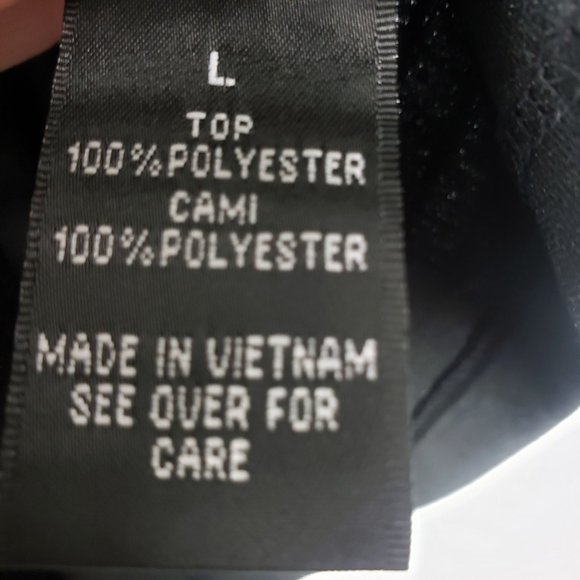 L
TOP
100%POLYESTER
CAMI
100%POLYESTER
MADE IN VIETNAM
SEE OVER FOR
CARE